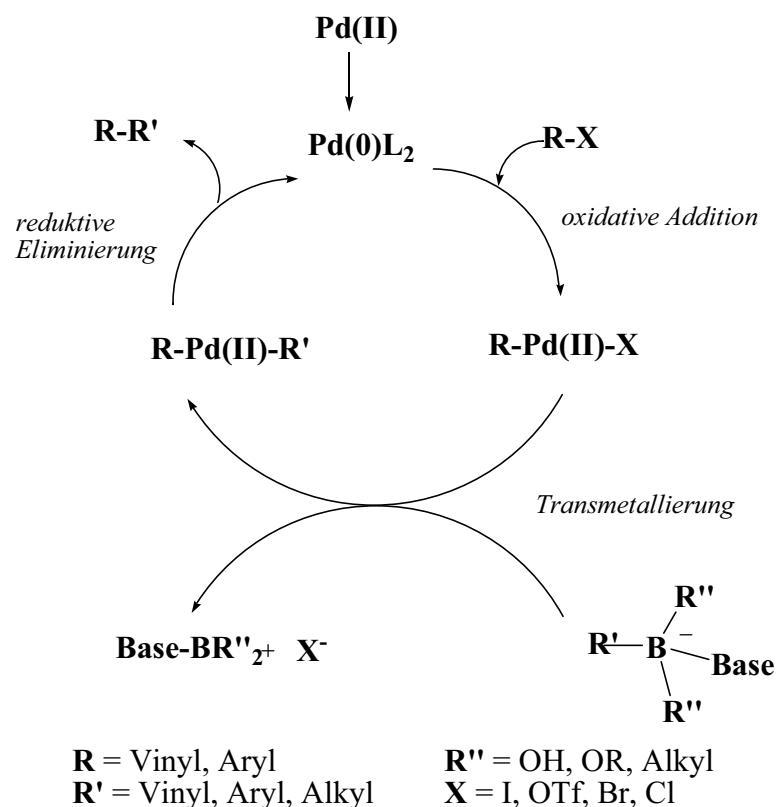 Pd(II)
R-R'
Pd(0)L₂
R-X
reduktive
Eliminierung
oxidative Addition
R-Pd(II)-R'
R-Pd(II)-X
Transmetallierung
R''
R'
B
−
Base
R''
Base-BR''₂+ X⁻
R = Vinyl, Aryl
R'' = OH, OR, Alkyl
R' = Vinyl, Aryl, Alkyl
X = I, OTf, Br, Cl